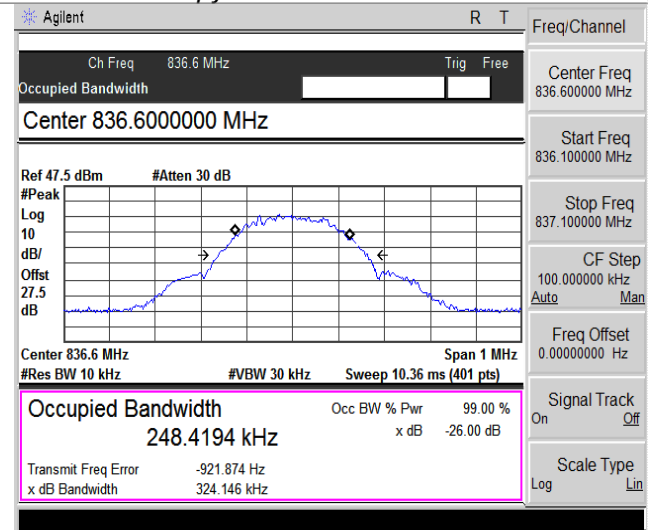 Agilent R T
Freq/Channel
Ch Freq 836.6 MHz Trig Free
Occupied Bandwidth
Center Freq
836.600000 MHz
Center 836.6000000 MHz
Start Freq
836.100000 MHz
Ref 47.5 dBm #Atten 30 dB
#Peak
Log
10
dB/
Offst
27.5
dB
Stop Freq
837.100000 MHz
CF Step
100.000000 kHz
Auto Man
Center 836.6 MHz Span 1 MHz
#Res BW 10 kHz #VBW 30 kHz Sweep 10.36 ms (401 pts)
Freq Offset
0.00000000 Hz
Occupied Bandwidth Occ BW % Pwr 99.00 %
248.4194 kHz x dB -26.00 dB
Transmit Freq Error -921.874 Hz
x dB Bandwidth 324.146 kHz
Signal Track
On Off
Scale Type
Log Lin